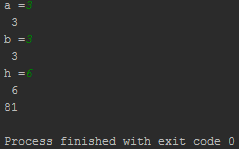 a =3
3
b =3
3
h =6
6
81
Process finished with exit code 0